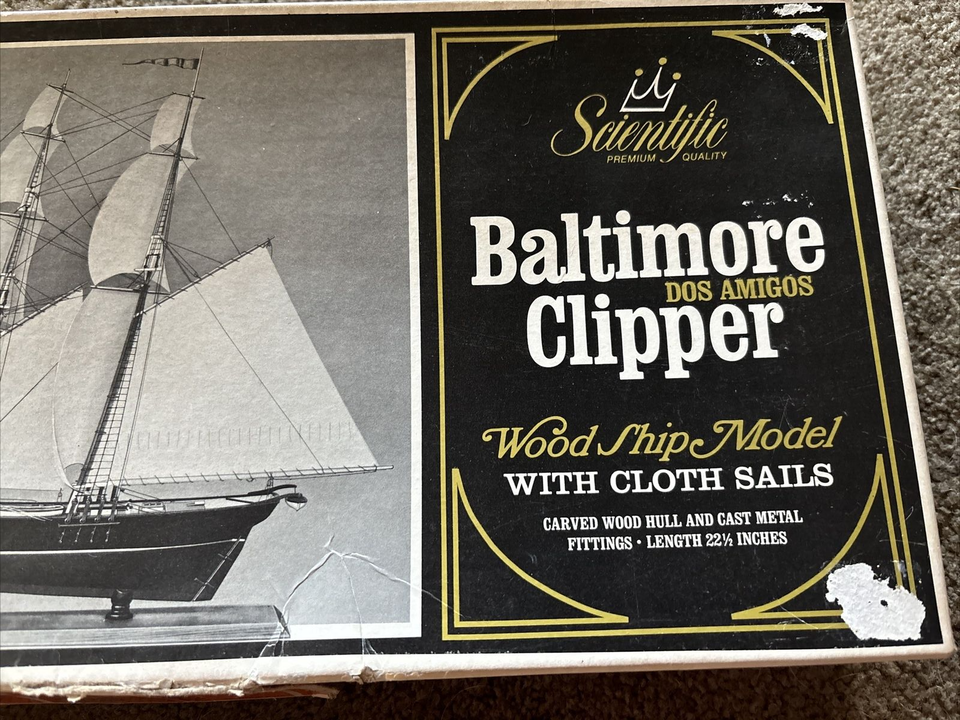 Scientific
PREMIUM QUALITY
Baltimore
DOS AMIGOS
Clipper
Wood Ship Model
WITH CLOTH SAILS
CARVED WOOD HULL AND CAST METAL
FITTINGS • LENGTH 22½ INCHES